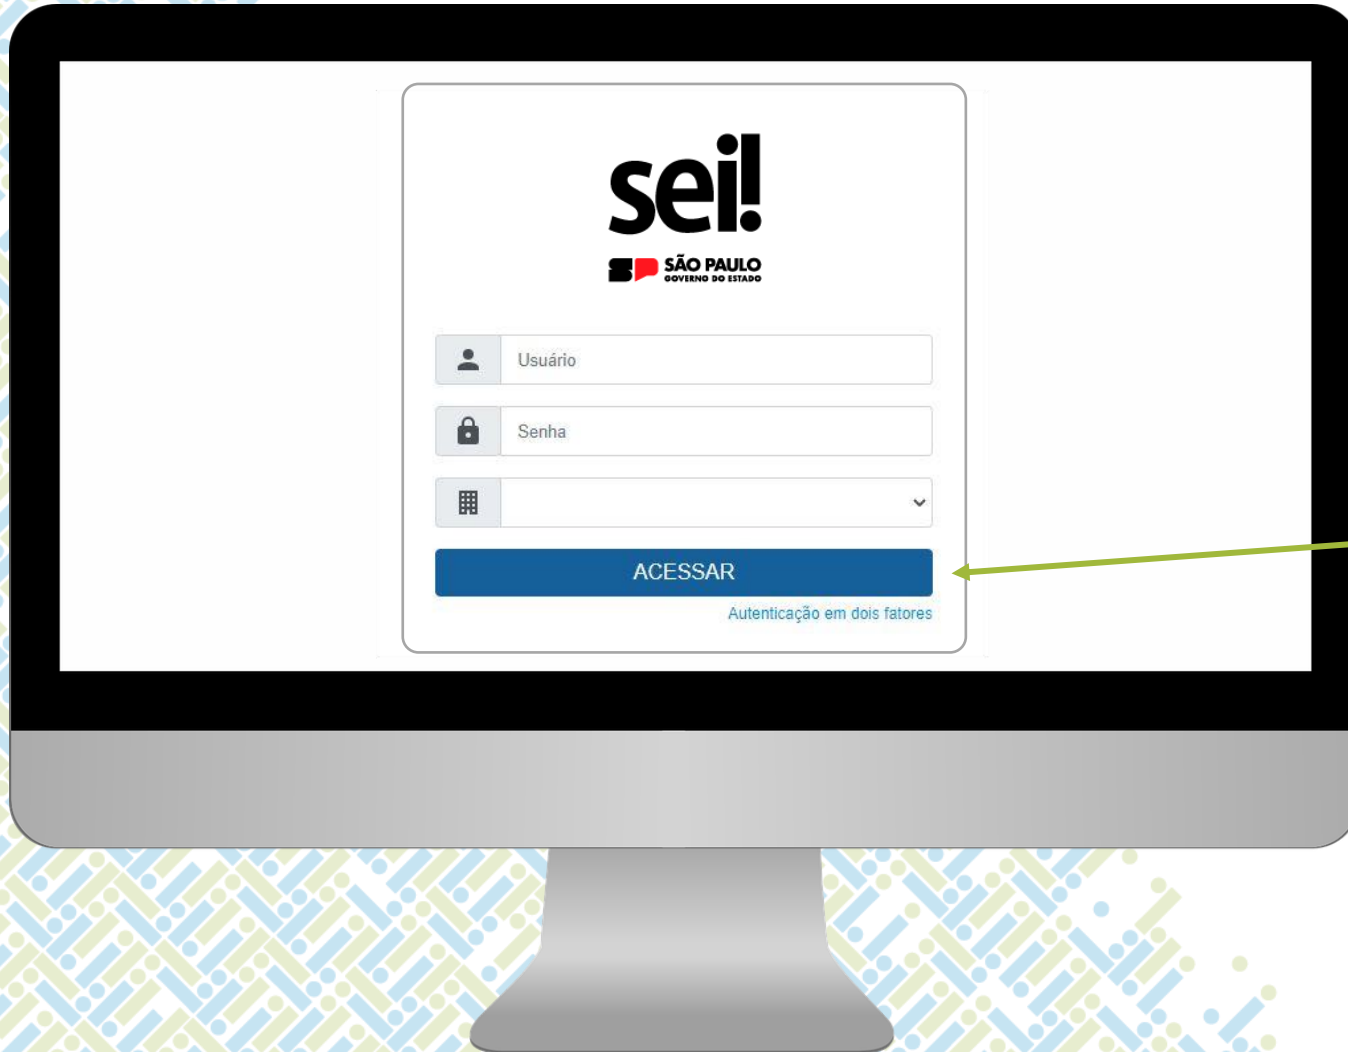 sei!
SÃO PAULO
GOVERNO DO ESTADO
Usuário
Senha
ACESSAR
Autenticação em dois fatores